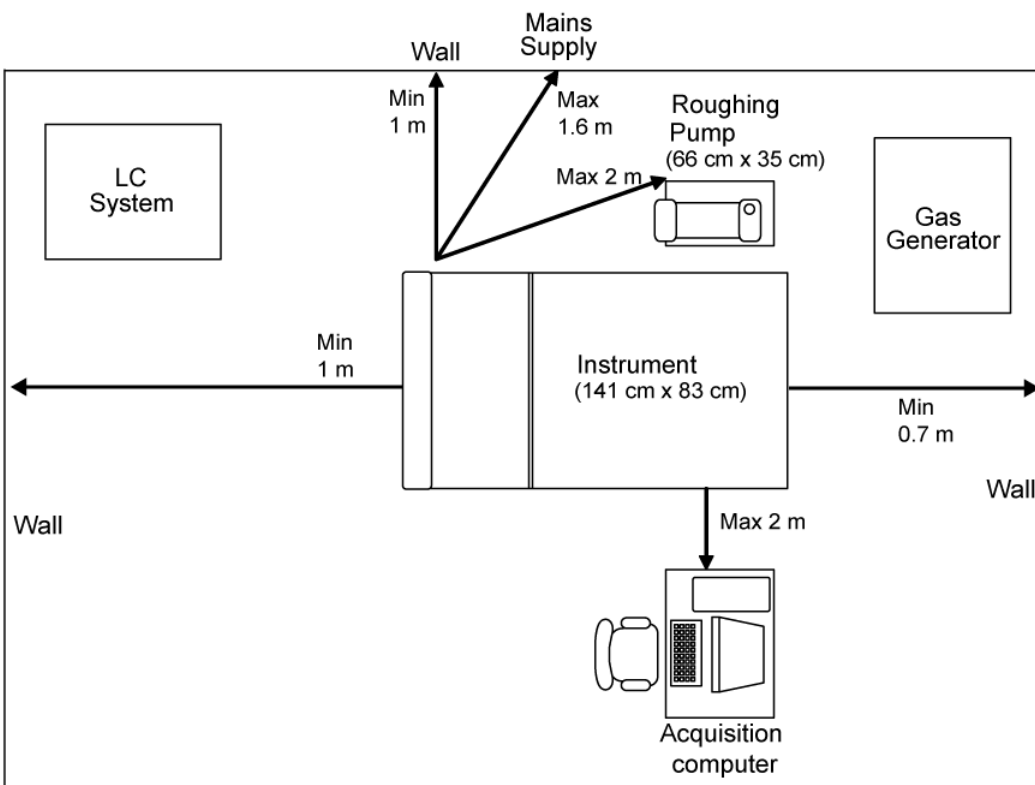 Wall
Mains
Supply
Min
1 m
Max
1.6 m
Roughing
Pump
(66 cm x 35 cm)
Max 2 m
LC
System
Gas
Generator
Min
1 m
Instrument
(141 cm x 83 cm)
Min
0.7 m
Wall
Wall
Max 2 m
Acquisition
computer